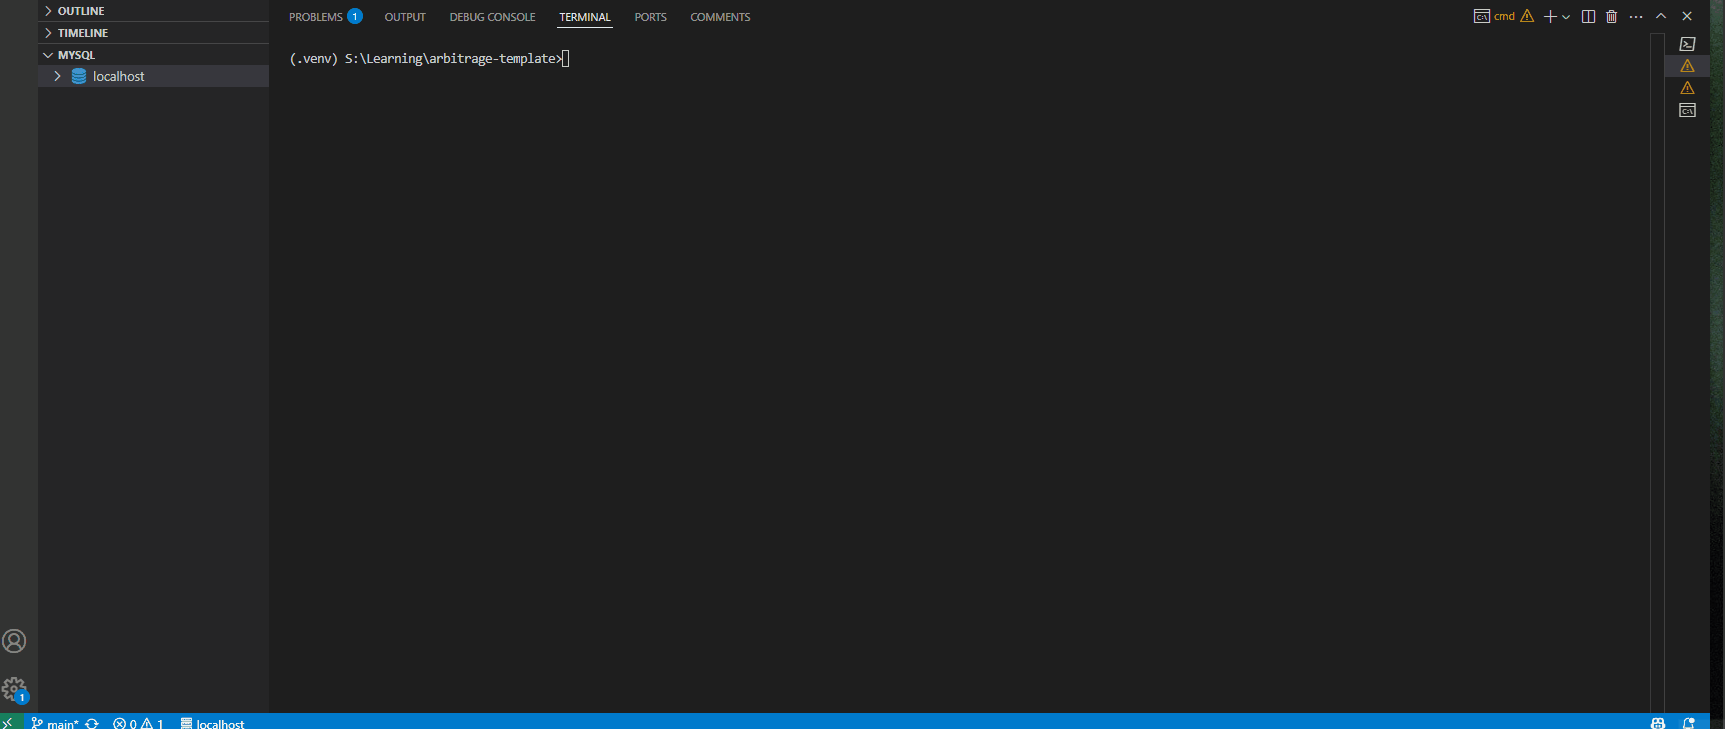 OUTLINE
TIMELINE
MYSQL
localhost
PROBLEMS 1 OUTPUT DEBUG CONSOLE TERMINAL PORTS COMMENTS
cmd
(.venv) S:\Learning\arbitrage-template>
1
main* 0 1 localhost